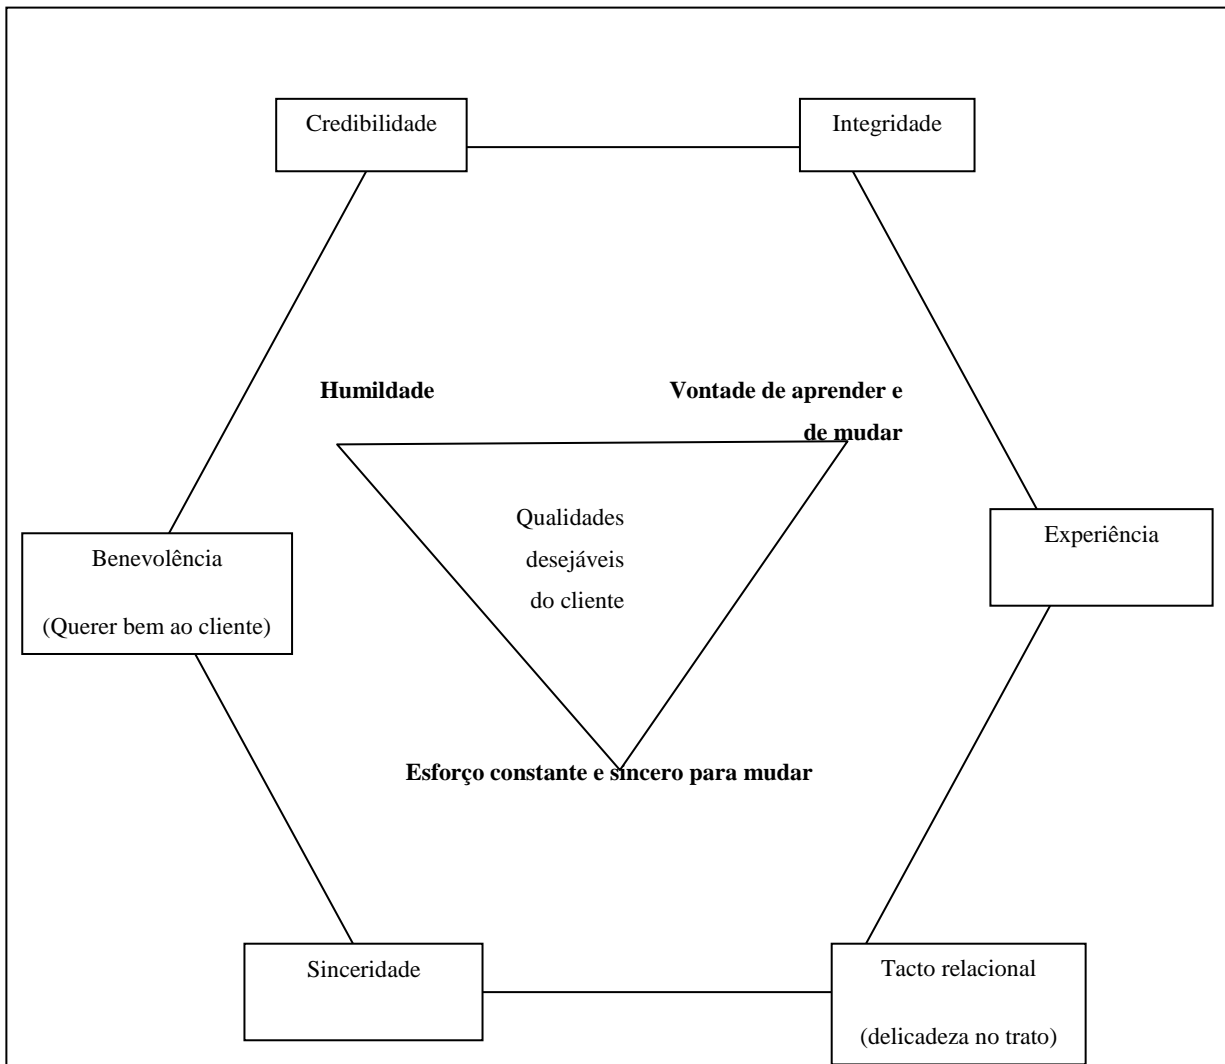 Credibilidade
Integridade
Humildade
Vontade de aprender e
de mudar
Qualidades
desejáveis
do cliente
Benevolência
(Querer bem ao cliente)
Experiência
Esforço constante e sincero para mudar
Sinceridade
Tacto relacional
(delicadeza no trato)